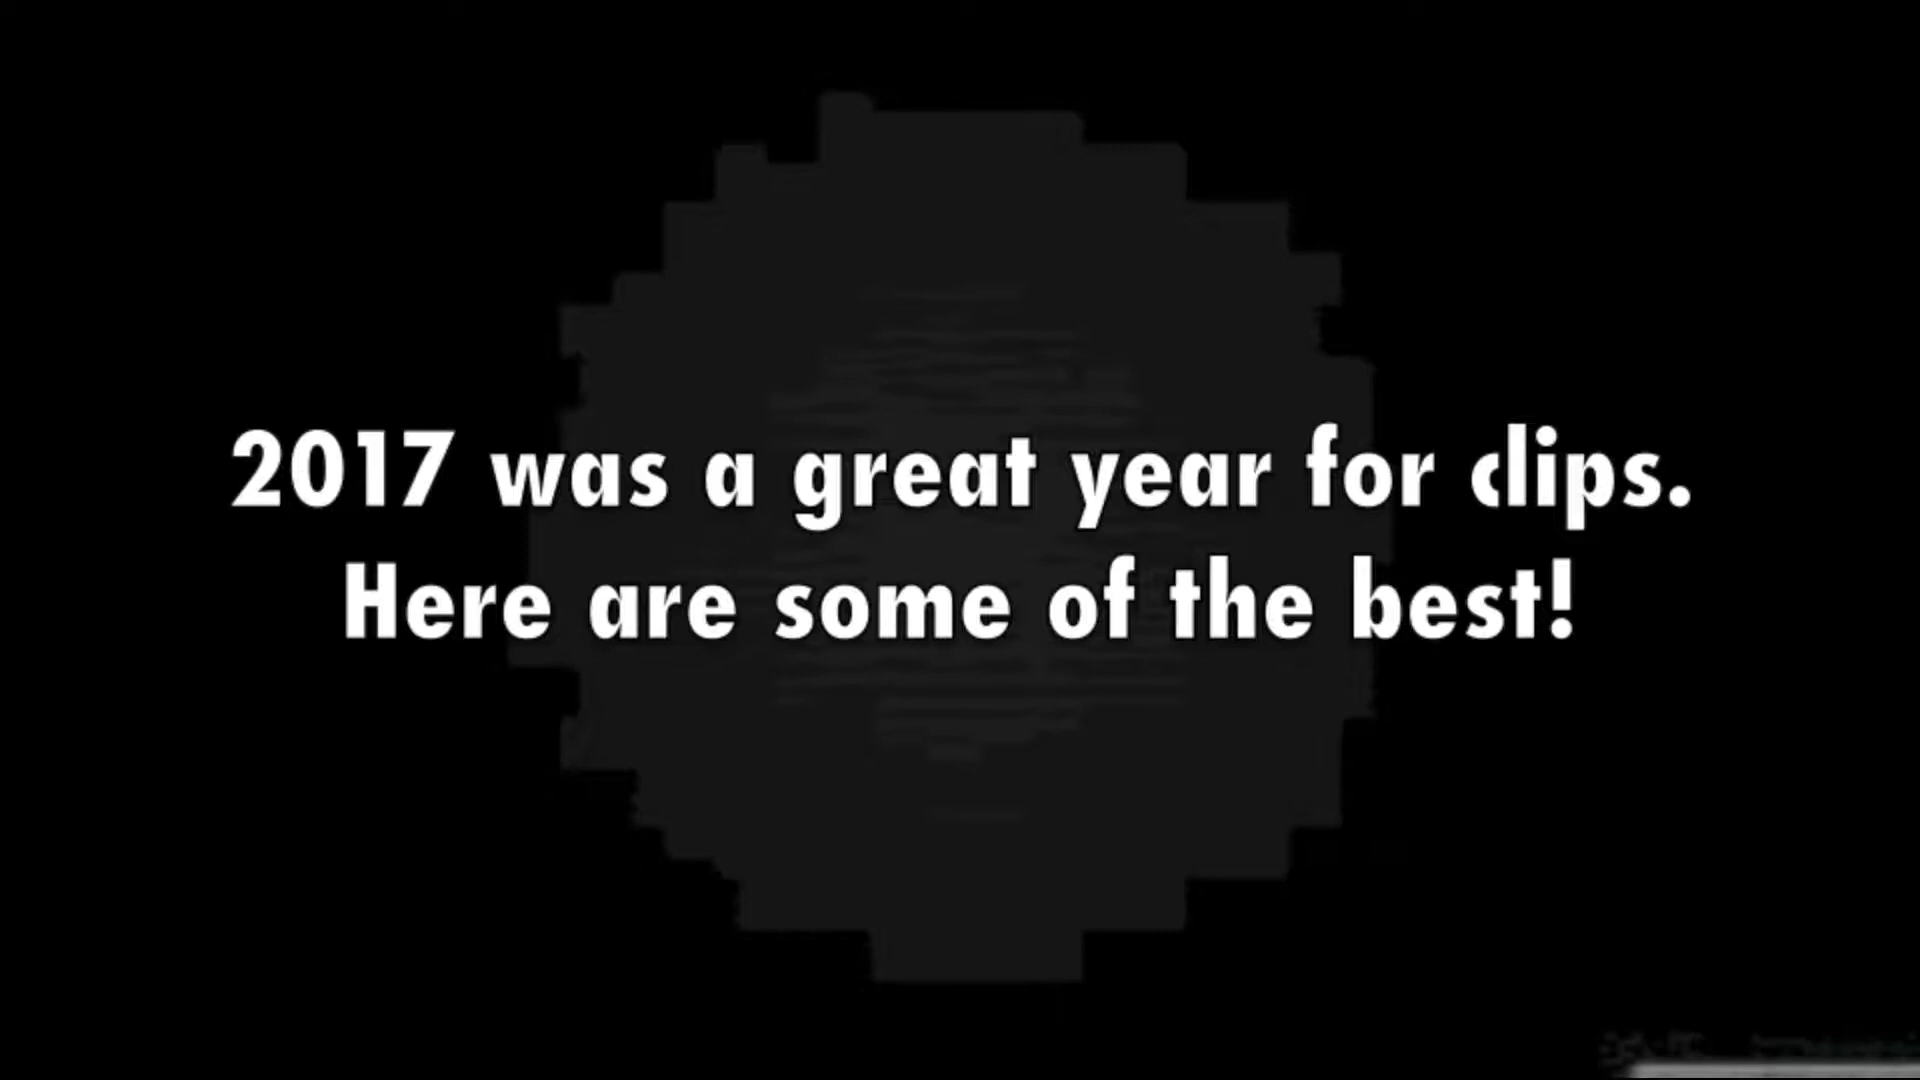 2017 was a great year for clips.
Here are some of the best!